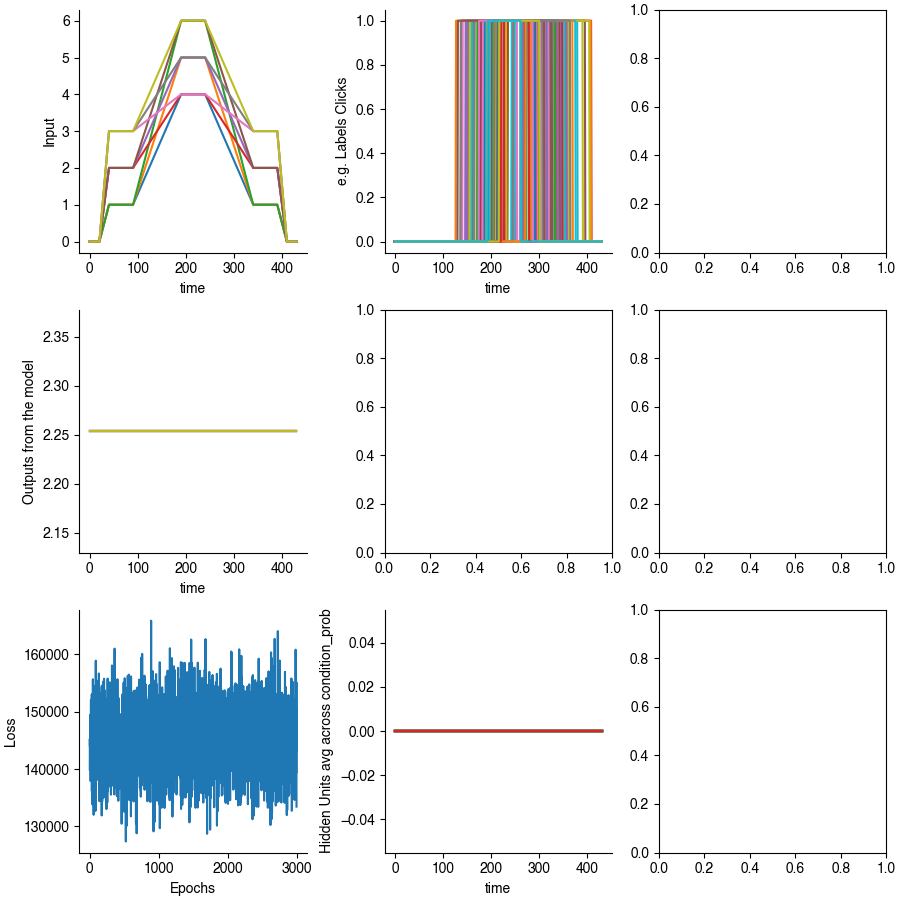 6
5
4
3
2
1
0
Input
0 100 200 300 400
time
1.0
0.8
0.6
0.4
0.2
0.0
e.g. Labels Clicks
0 100 200 300 400
time
1.0
0.8
0.6
0.4
0.2
0.0
0.0 0.2 0.4 0.6 0.8 1.0
2.35
2.30
2.25
2.20
2.15
Outputs from the model
0 100 200 300 400
time
1.0
0.8
0.6
0.4
0.2
0.0
0.0 0.2 0.4 0.6 0.8 1.0
1.0
0.8
0.6
0.4
0.2
0.0
0.0 0.2 0.4 0.6 0.8 1.0
160000
150000
140000
130000
Loss
0 1000 2000 3000
Epochs
0.04
0.02
0.00
−0.02
−0.04
Hidden Units avg across condition_prob
0 100 200 300 400
time
1.0
0.8
0.6
0.4
0.2
0.0
0.0 0.2 0.4 0.6 0.8 1.0